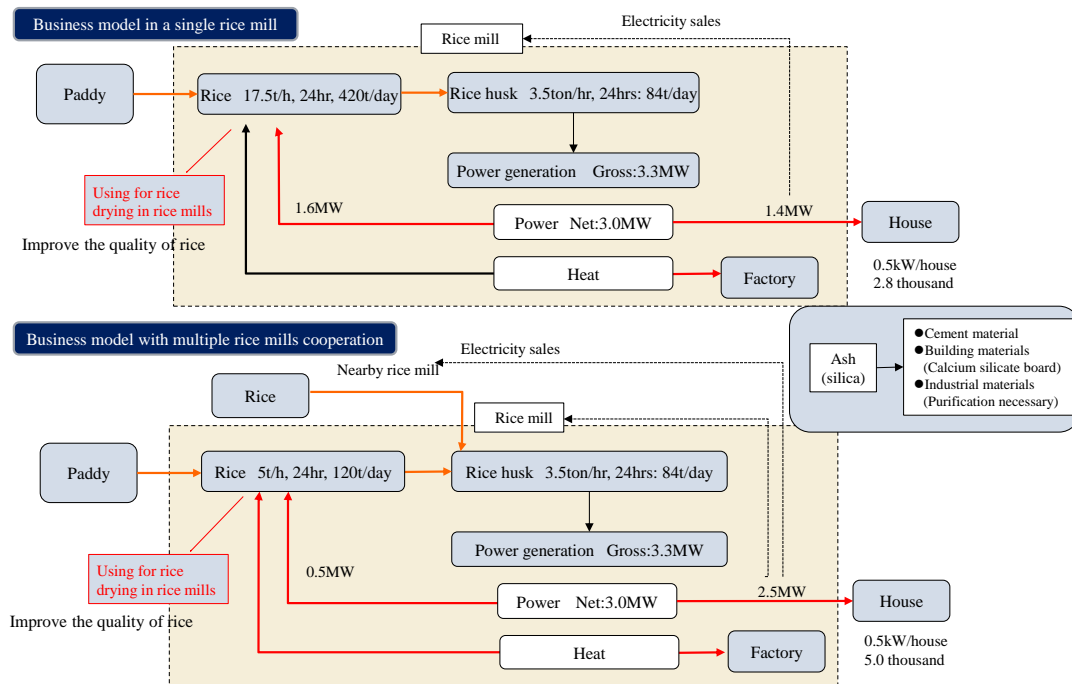 Business model in a single rice mill
Electricity sales
Rice mill
Paddy
Rice 17.5t/h, 24hr, 420t/day
Rice husk 3.5ton/hr, 24hrs: 84t/day
Power generation Gross:3.3MW
Using for rice
drying in rice mills
Improve the quality of rice
1.6MW
Power Net:3.0MW
1.4MW
House
0.5kW/house
2.8 thousand
Heat
Factory
Business model with multiple rice mills cooperation
Electricity sales
Nearby rice mill
Rice
Rice mill
Ash
(silica)
●Cement material
●Building materials
(Calcium silicate board)
●Industrial materials
(Purification necessary)
Paddy
Rice 5t/h, 24hr, 120t/day
Rice husk 3.5ton/hr, 24hrs: 84t/day
Power generation Gross:3.3MW
Using for rice
drying in rice mills
Improve the quality of rice
0.5MW
Power Net:3.0MW
2.5MW
House
0.5kW/house
5.0 thousand
Heat
Factory